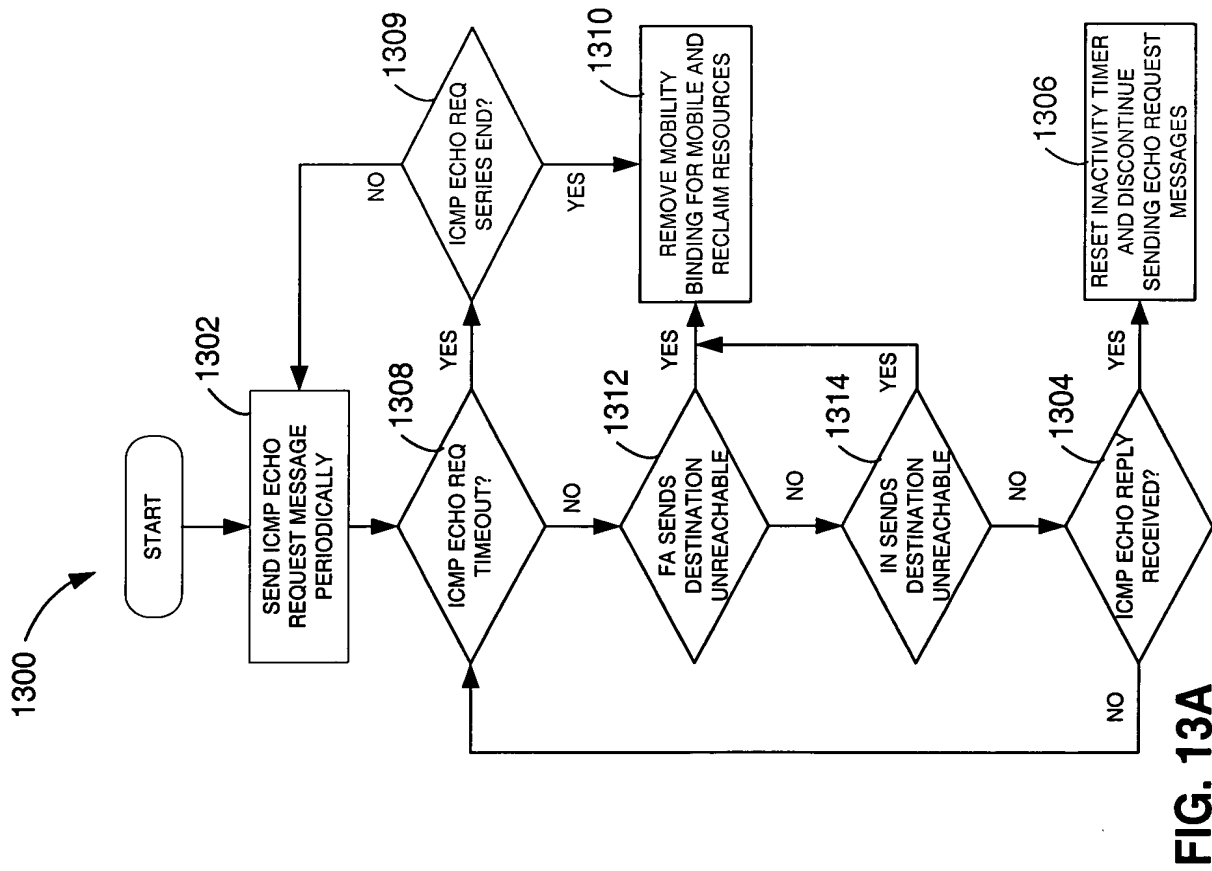 1300
START
1302
SEND ICMP ECHO
REQUEST MESSAGE
PERIODICALLY
1308
ICMP ECHO REQ
TIMEOUT?
YES
NO
1309
ICMP ECHO REQ
SERIES END?
NO
YES
1312
FA SENDS
DESTINATION
UNREACHABLE
YES
NO
1310
REMOVE MOBILITY
BINDING FOR MOBILE AND
RECLAIM RESOURCES
1314
IN SENDS
DESTINATION
UNREACHABLE
YES
NO
1304
ICMP ECHO REPLY
RECEIVED?
YES
NO
1306
RESET INACTIVITY TIMER
AND DISCONTINUE
SENDING ECHO REQUEST
MESSAGES
FIG. 13A